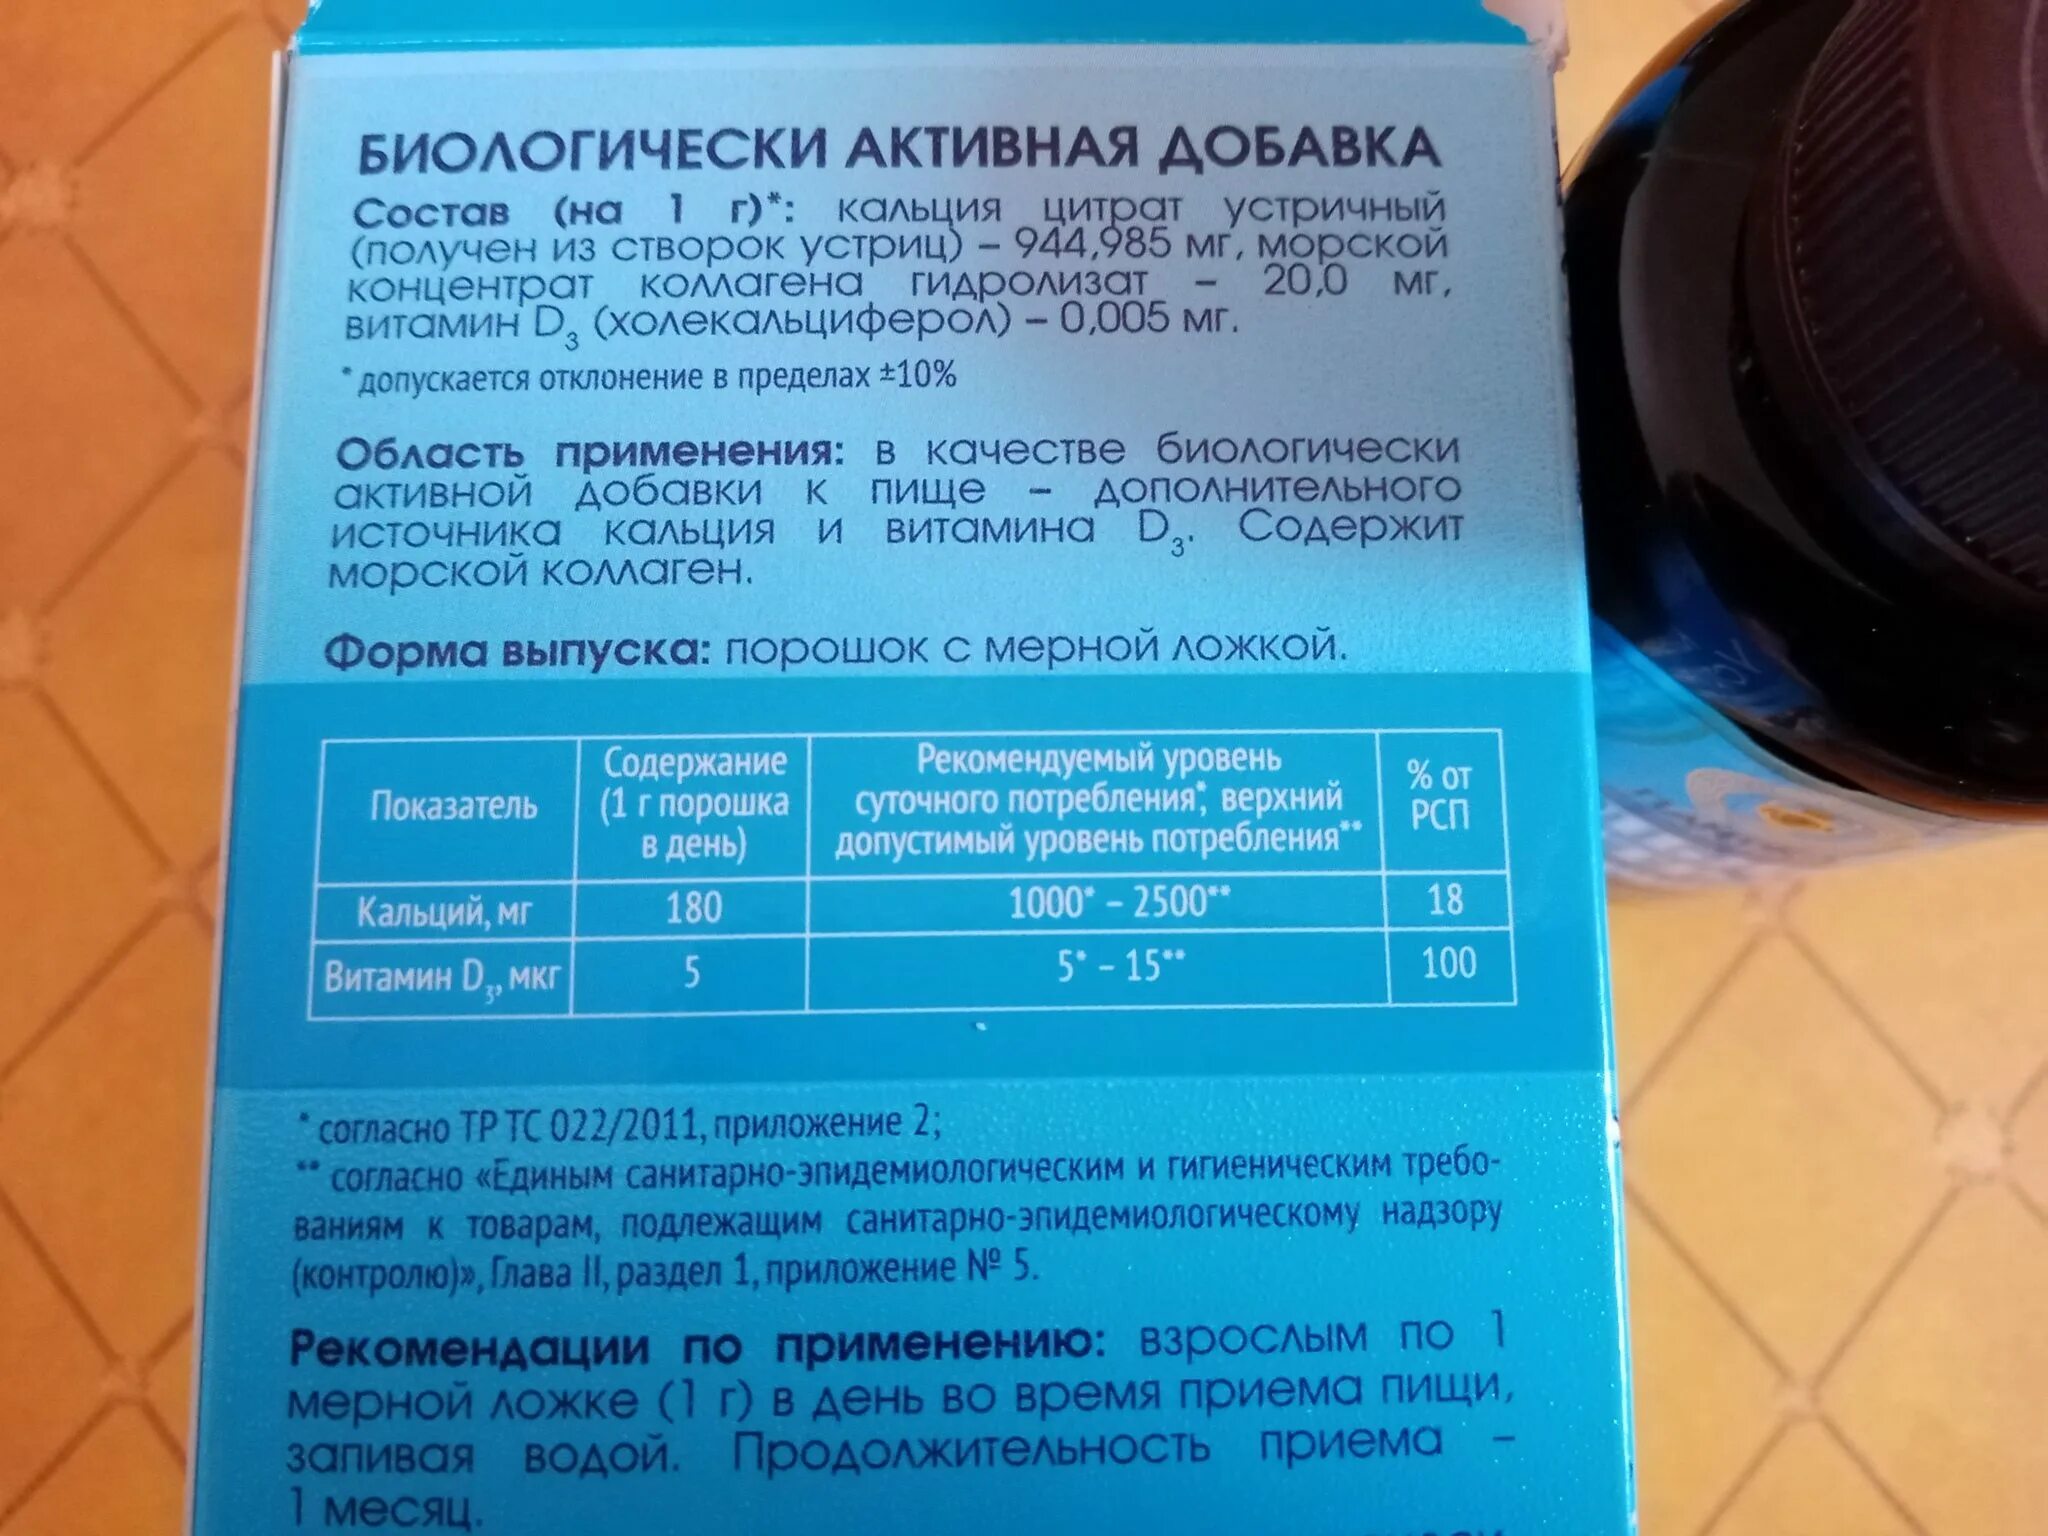 БИОЛОГИЧЕСКИ АКТИВНАЯ ДОБАВКА
Состав (на 1 г)*: кальция цитрат устричный
(получен из створок устриц) – 944,985 мг, морской
концентрат коллагена гидролизат – 20,0 мг,
витамин D3 (холекальциферол) – 0,005 мг.
* допускается отклонение в пределах ±10%
Область применения: в качестве биологически
активной добавки к пище – дополнительного
источника кальция и витамина D3. Содержит
морской коллаген.
Форма выпуска: порошок с мерной ложкой.
Показатель
Содержание
(1 г порошка
в день)
Рекомендуемый уровень
суточного потребления*, верхний
допустимый уровень потребления**
% от
РСП
Кальций, мг 180 1000* – 2500** 18
Витамин D3, мкг 5 5* – 15** 100
* согласно ТР ТС 022/2011, приложение 2;
** согласно «Единым санитарно-эпидемиологическим и гигиеническим требо-
ваниям к товарам, подлежащим санитарно-эпидемиологическому надзору
(контролю)», Глава II, раздел 1, приложение № 5.
Рекомендации по применению: взрослым по 1
мерной ложке (1 г) в день во время приема пищи,
запивая водой. Продолжительность приема –
1 месяц.